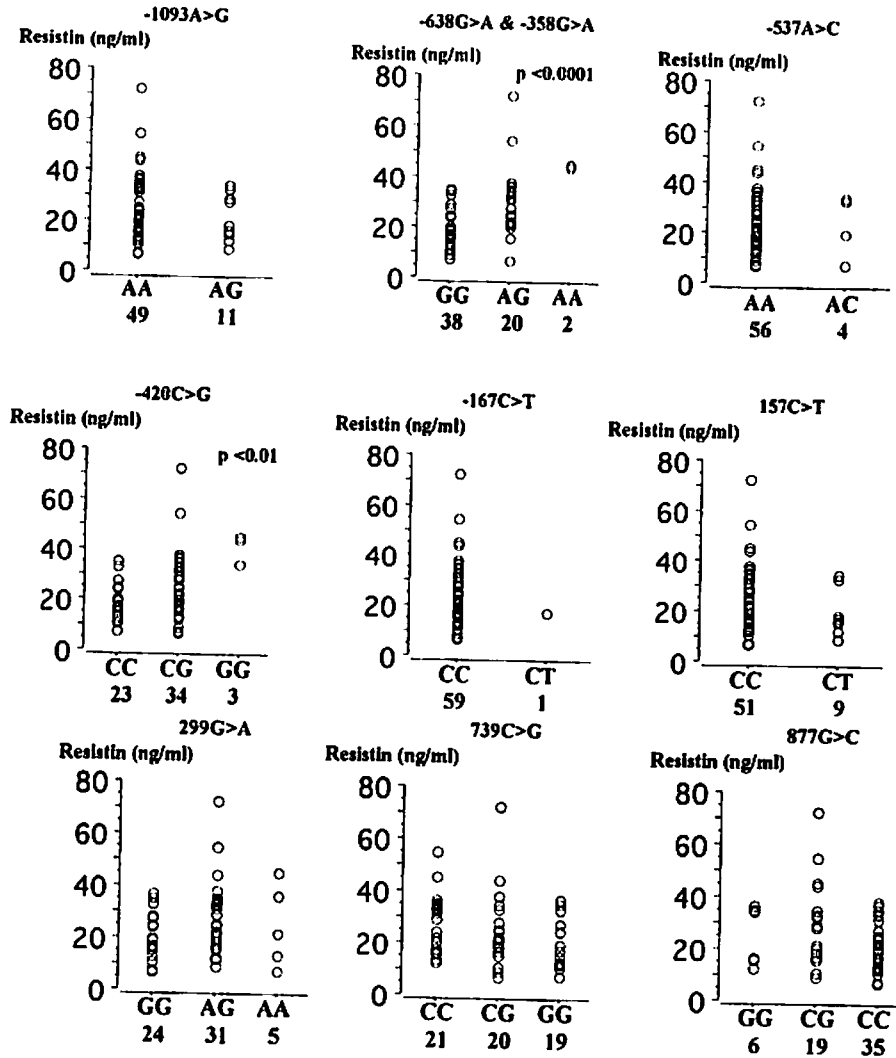 -1093A>G
Resistin (ng/ml)
80
60
40
20
0
AA AG
49 11
-638G>A & -358G>A
Resistin (ng/ml)
p <0.0001
80
60
40
20
0
GG AG AA
38 20 2
-537A>C
Resistin (ng/ml)
80
60
40
20
0
AA AC
56 4
-420C>G
Resistin (ng/ml)
p <0.01
80
60
40
20
0
CC CG GG
23 34 3
-167C>T
Resistin (ng/ml)
80
60
40
20
0
CC CT
59 1
157C>T
Resistin (ng/ml)
80
60
40
20
0
CC CT
51 9
299G>A
Resistin (ng/ml)
80
60
40
20
0
GG AG AA
24 31 5
739C>G
Resistin (ng/ml)
80
60
40
20
0
CC CG GG
21 20 19
877G>C
Resistin (ng/ml)
80
60
40
20
0
GG CG CC
6 19 35